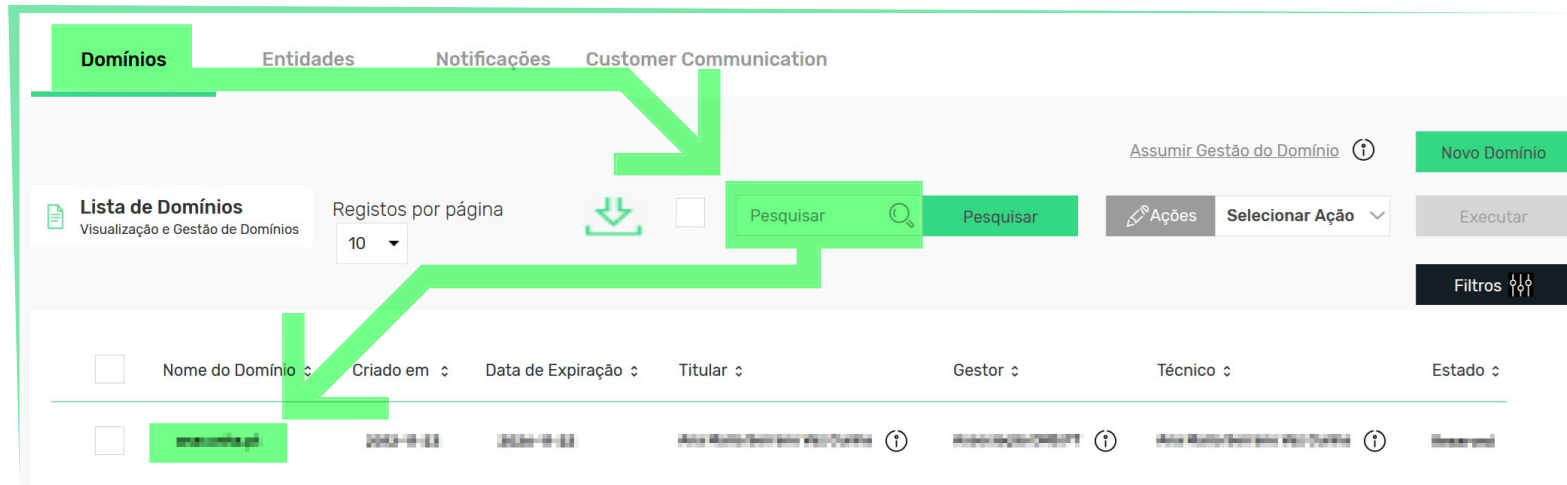 Domínios Entidades Notificações Customer Communication
Assumir Gestão do Domínio Novo Domínio
Lista de Domínios
Visualização e Gestão de Domínios
Registos por página
10
Pesquisar Pesquisar Ações Selecionar Ação Executar
Filtros
Nome do Domínio Criado em Data de Expiração Titular Gestor Técnico Estado